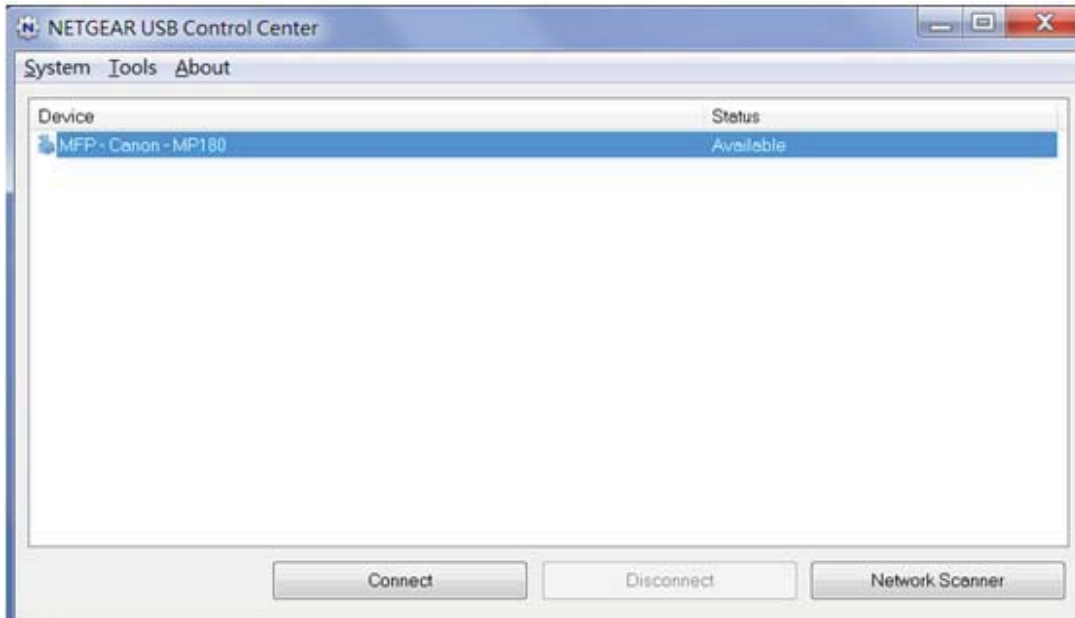 NETGEAR USB Control Center
System Tools About
Device Status
MFP - Canon - MP180 Available
Connect Disconnect Network Scanner